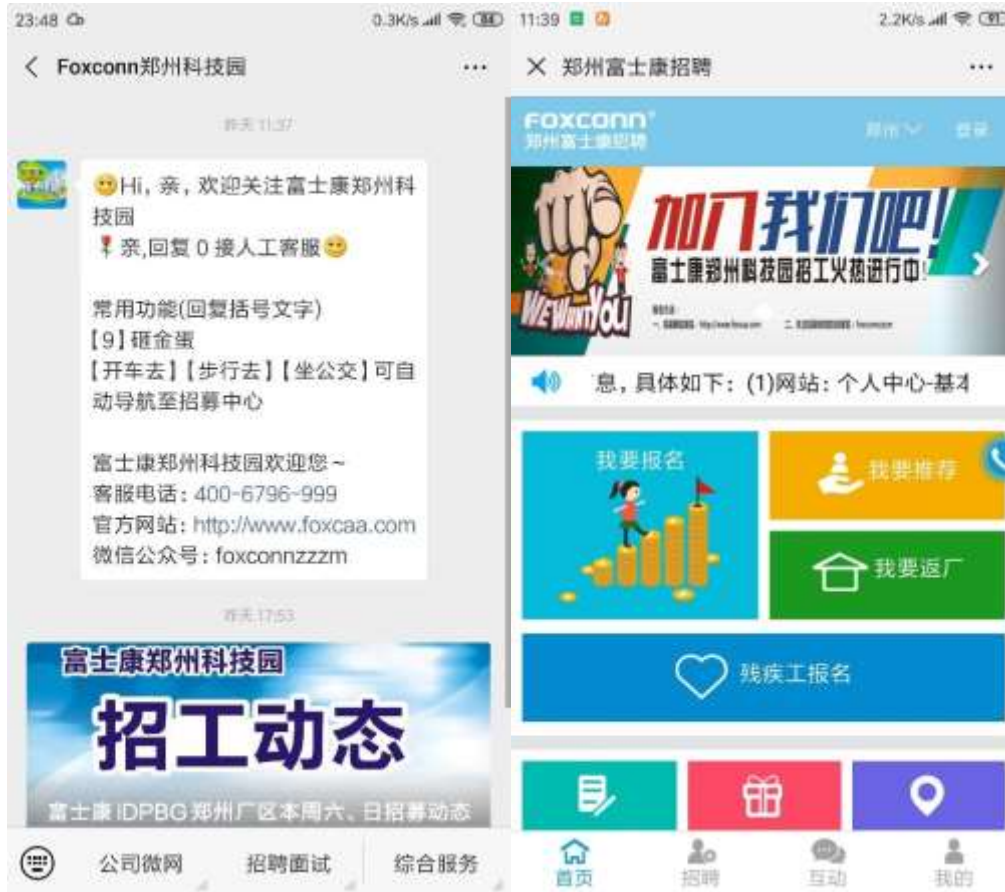 23:48
0.3K/s
84
Foxconn郑州科技园
昨天 11:37
Hi，亲，欢迎关注富士康郑州科
技园
亲,回复 0 接人工客服
常用功能(回复括号文字)
【9】砸金蛋
【开车去】【步行去】【坐公交】可自
动导航至招募中心
富士康郑州科技园欢迎您～
客服电话：400-6796-999
官方网站：http://www.foxcaa.com
微信公众号：foxconnzzzm
昨天 17:53
富士康郑州科技园
招工动态
富士康 iDPBG 郑州厂区本周六、日招募动态
公司微网
招聘面试
综合服务
11:39
2.2K/s
91
郑州富士康招聘
FOXCONN
郑州富士康招聘
郑州
登录
加入我们吧!
富士康郑州科技园招工火热进行中!
WE WANT YOU
息，具体如下：(1)网站：个人中心-基本
我要报名
我要推荐
我要返厂
残疾工报名
首页
招聘
互动
我的